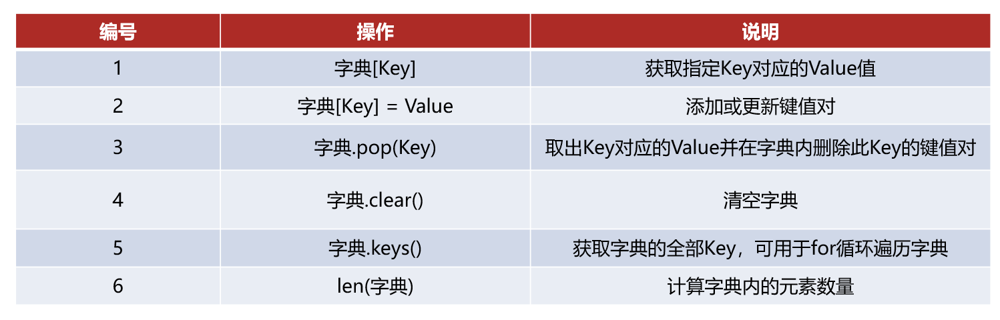 编号 操作 说明
1 字典[Key] 获取指定Key对应的Value值
2 字典[Key] = Value 添加或更新键值对
3 字典.pop(Key) 取出Key对应的Value并在字典内删除此Key的键值对
4 字典.clear() 清空字典
5 字典.keys() 获取字典的全部Key，可用于for循环遍历字典
6 len(字典) 计算字典内的元素数量